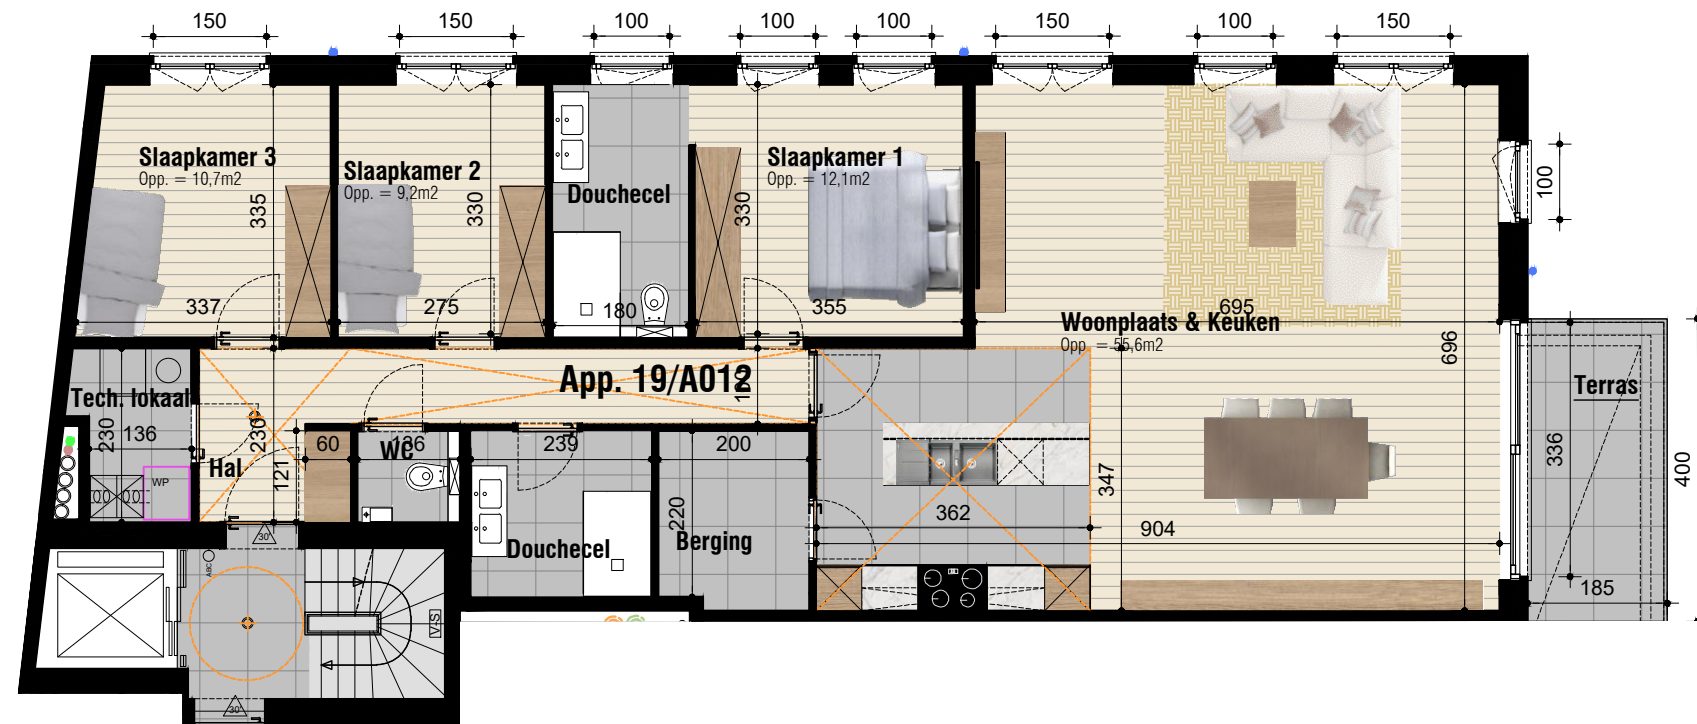 150
150
100
100
100
150
100
150
Slaapkamer 3
Opp. = 10,7m2
Slaapkamer 2
Opp. = 9,2m2
Douchecel
Slaapkamer 1
Opp. = 12,1m2
100
335
330
330
337
275
180
355
695
Woonplaats & Keuken
Opp = 55,6m2
696
App. 19/A012
Tech. lokaal
Terras
230
136
230
Hal
121
60
136
WC
239
200
347
336
400
WP
220
362
904
Douchecel
Berging
30'
ABC
185
V-S
30'